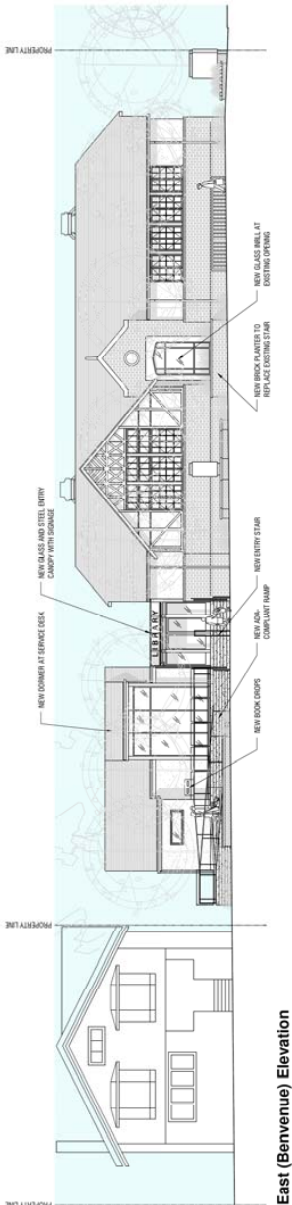 PROPERTY LINE
PROPERTY LINE
PROPERTY LINE
NEW DORMER AT SERVICE DESK
NEW GLASS AND STEEL ENTRY
CANOPY WITH SIGNAGE
LIBRARY
NEW BOOK DROPS
NEW ADA-
COMPLIANT RAMP
NEW ENTRY STAIR
NEW BRICK PLANTER TO
REPLACE EXISTING STAIR
NEW GLASS INFILL AT
EXISTING OPENING
East (Benvenue) Elevation